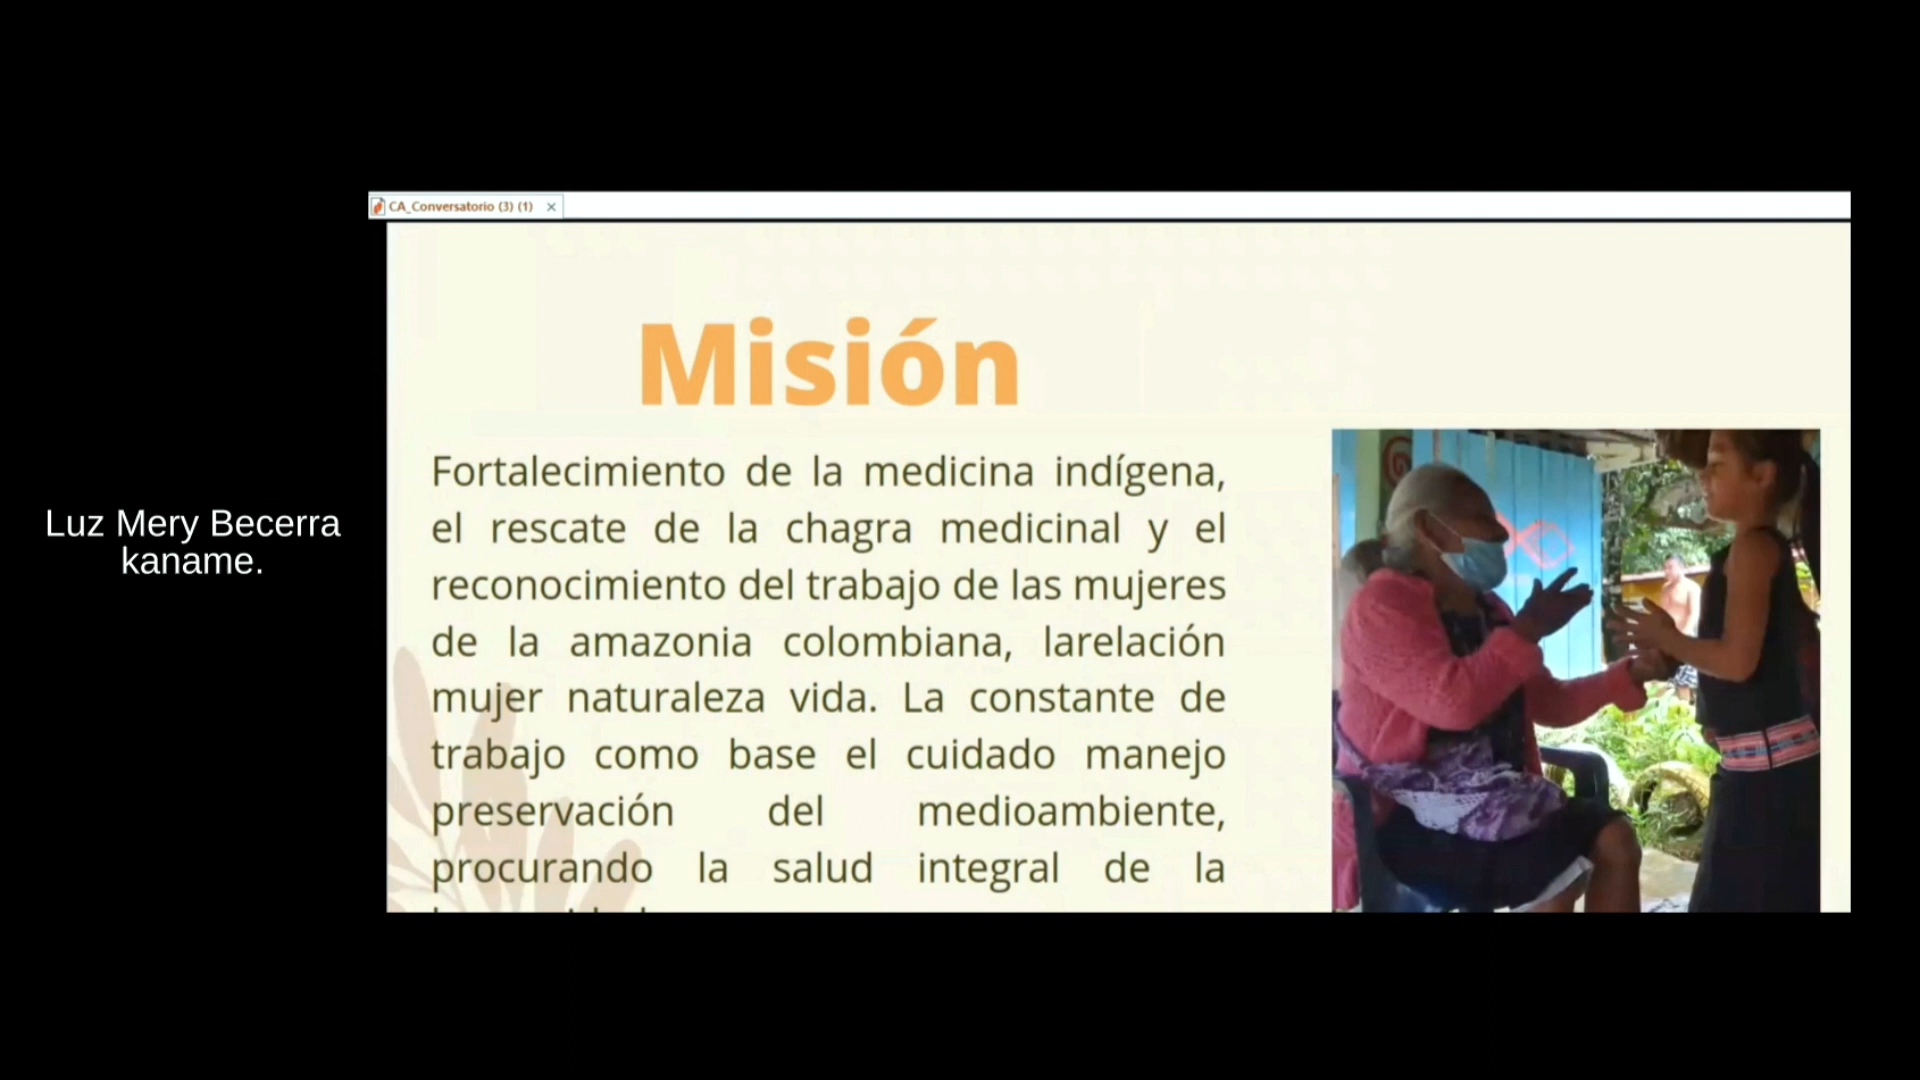 CA_Conversatorio (3) (1)
Misión
Fortalecimiento de la medicina indígena,
el rescate de la chagra medicinal y el
reconocimiento del trabajo de las mujeres
de la amazonia colombiana, larelación
mujer naturaleza vida. La constante de
trabajo como base el cuidado manejo
preservación del medioambiente,
procurando la salud integral de la
Luz Mery Becerra
kaname.